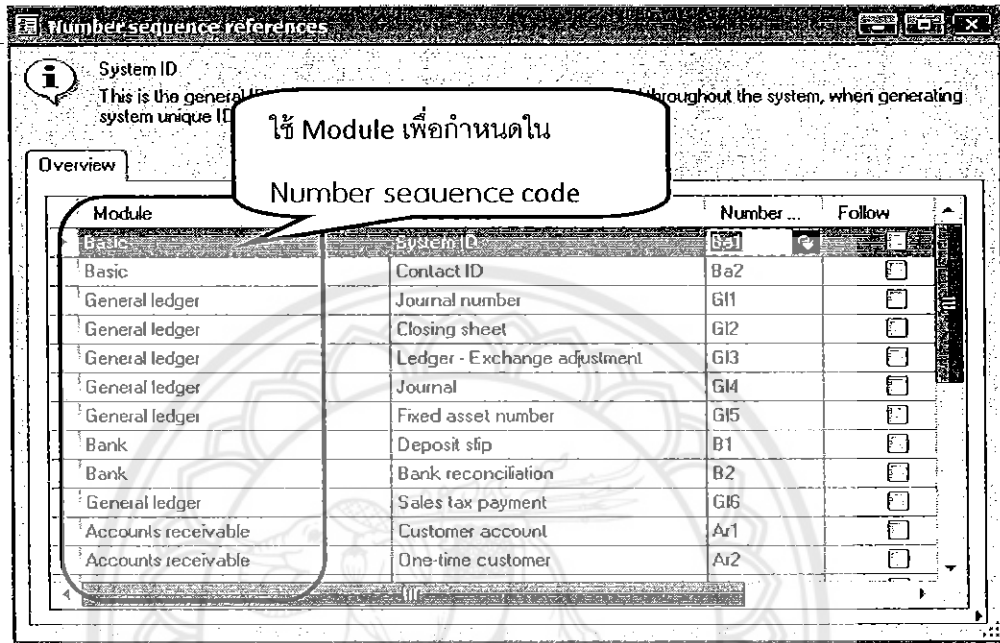 Number sequence references
System ID
This is the general
throughout the system, when generating
system unique ID
ใช้ Module เพื่อกำหนดใน
Number sequence code
Overview
Module
Number ...
Follow
Basic System ID Ba1
Basic Contact ID Ba2
General ledger Journal number Gl1
General ledger Closing sheet Gl2
General ledger Ledger - Exchange adjustment Gl3
General ledger Journal Gl4
General ledger Fixed asset number Gl5
Bank Deposit slip B1
Bank Bank reconciliation B2
General ledger Sales tax payment Gl6
Accounts receivable Customer account Ar1
Accounts receivable One-time customer Ar2